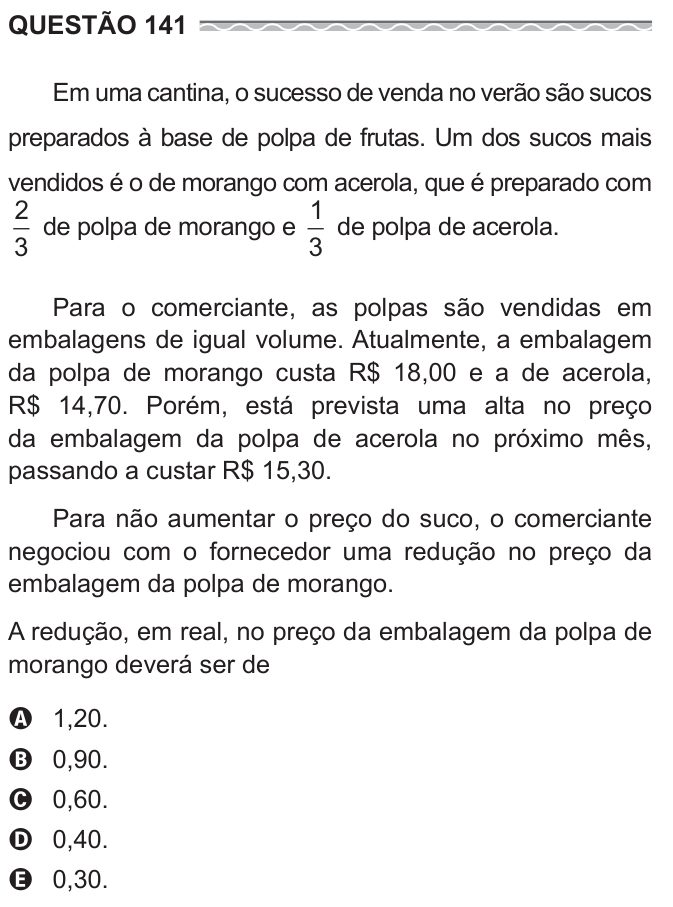 QUESTÃO 141
Em uma cantina, o sucesso de venda no verão são sucos
preparados à base de polpa de frutas. Um dos sucos mais
vendidos é o de morango com acerola, que é preparado com
2/3 de polpa de morango e 1/3 de polpa de acerola.
Para o comerciante, as polpas são vendidas em
embalagens de igual volume. Atualmente, a embalagem
da polpa de morango custa R$ 18,00 e a de acerola,
R$ 14,70. Porém, está prevista uma alta no preço
da embalagem da polpa de acerola no próximo mês,
passando a custar R$ 15,30.
Para não aumentar o preço do suco, o comerciante
negociou com o fornecedor uma redução no preço da
embalagem da polpa de morango.
A redução, em real, no preço da embalagem da polpa de
morango deverá ser de
A 1,20.
B 0,90.
C 0,60.
D 0,40.
E 0,30.